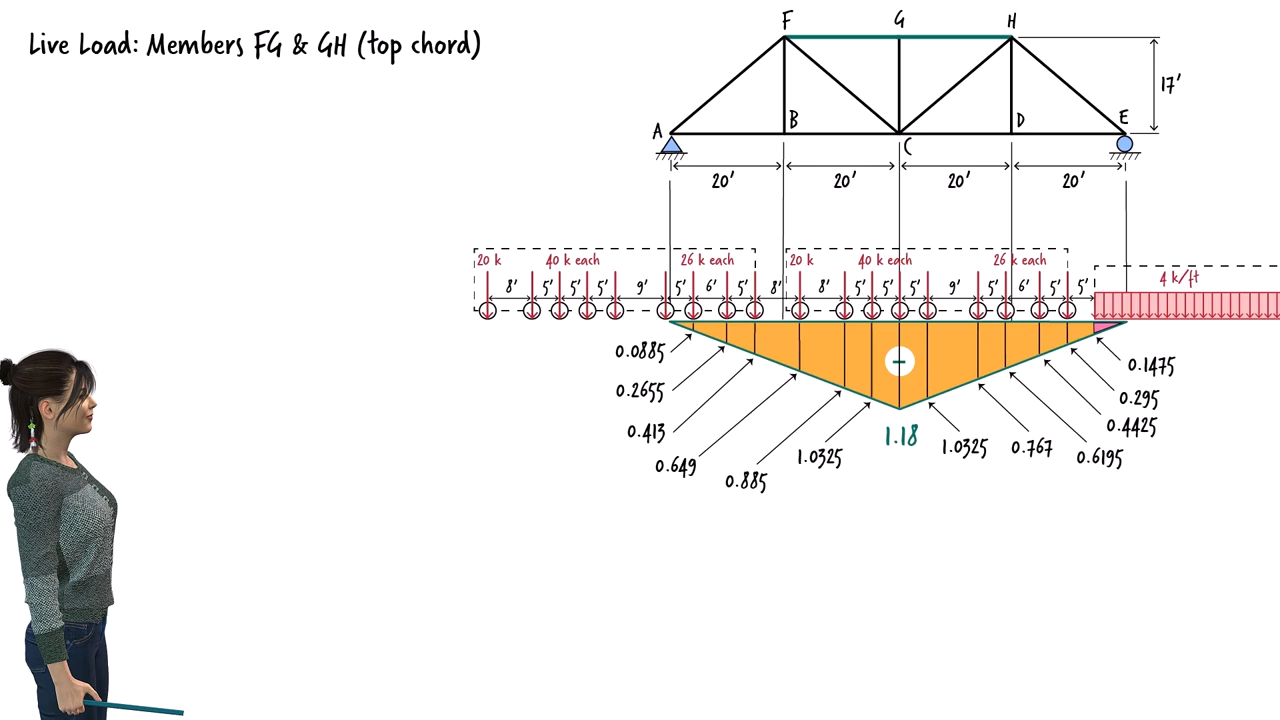 Live Load: Members FG & GH (top chord)
F G H
17'
A B C D E
20' 20' 20' 20'
20 k 40 k each 26 k each 20 k 40 k each 26 k each 4 k/ft
8' 5' 5' 5' 9' 5' 6' 5' 8' 8' 5' 5' 5' 9' 5' 6' 5' 5'
-
0.0885 0.1475
0.2655 0.295
0.413 0.4425
0.649 1.0325 1.18 1.0325 0.767 0.6195
0.885